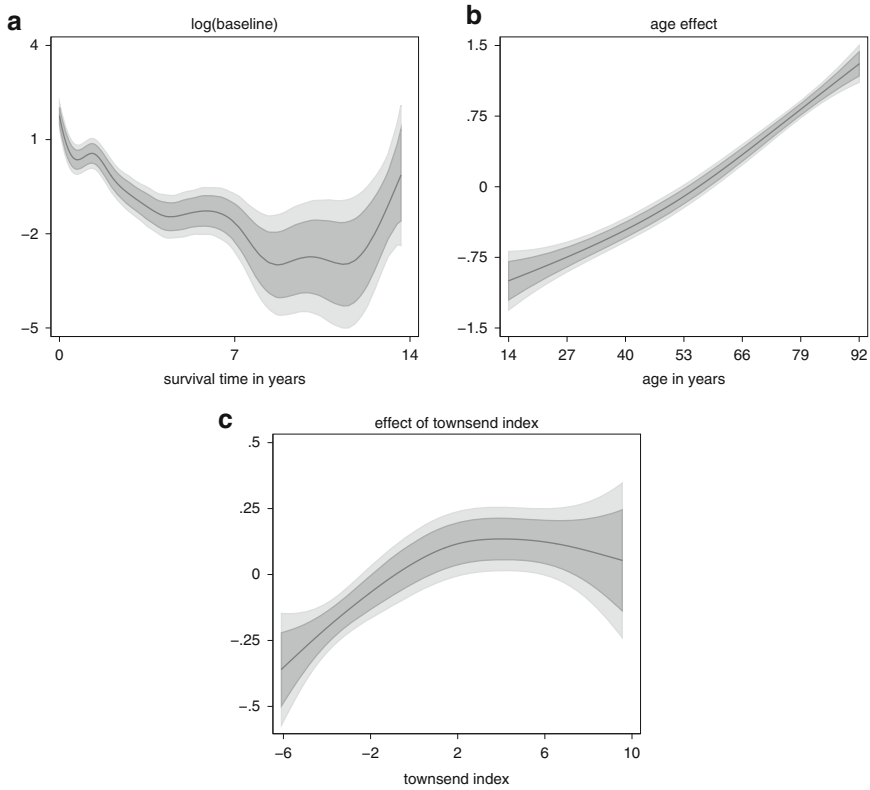 a
log(baseline)
4
1
−2
−5
0 7 14
survival time in years
b
age effect
1.5
.75
0
−.75
−1.5
14 27 40 53 66 79 92
age in years
c
effect of townsend index
.5
.25
0
−.25
−.5
−6 −2 2 6 10
townsend index